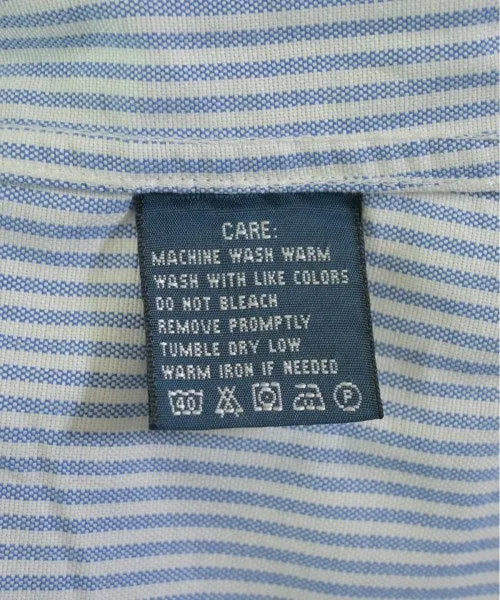 CARE:
MACHINE WASH WARM
WASH WITH LIKE COLORS
DO NOT BLEACH
REMOVE PROMPTLY
TUMBLE DRY LOW
WARM IRON IF NEEDED
40 P